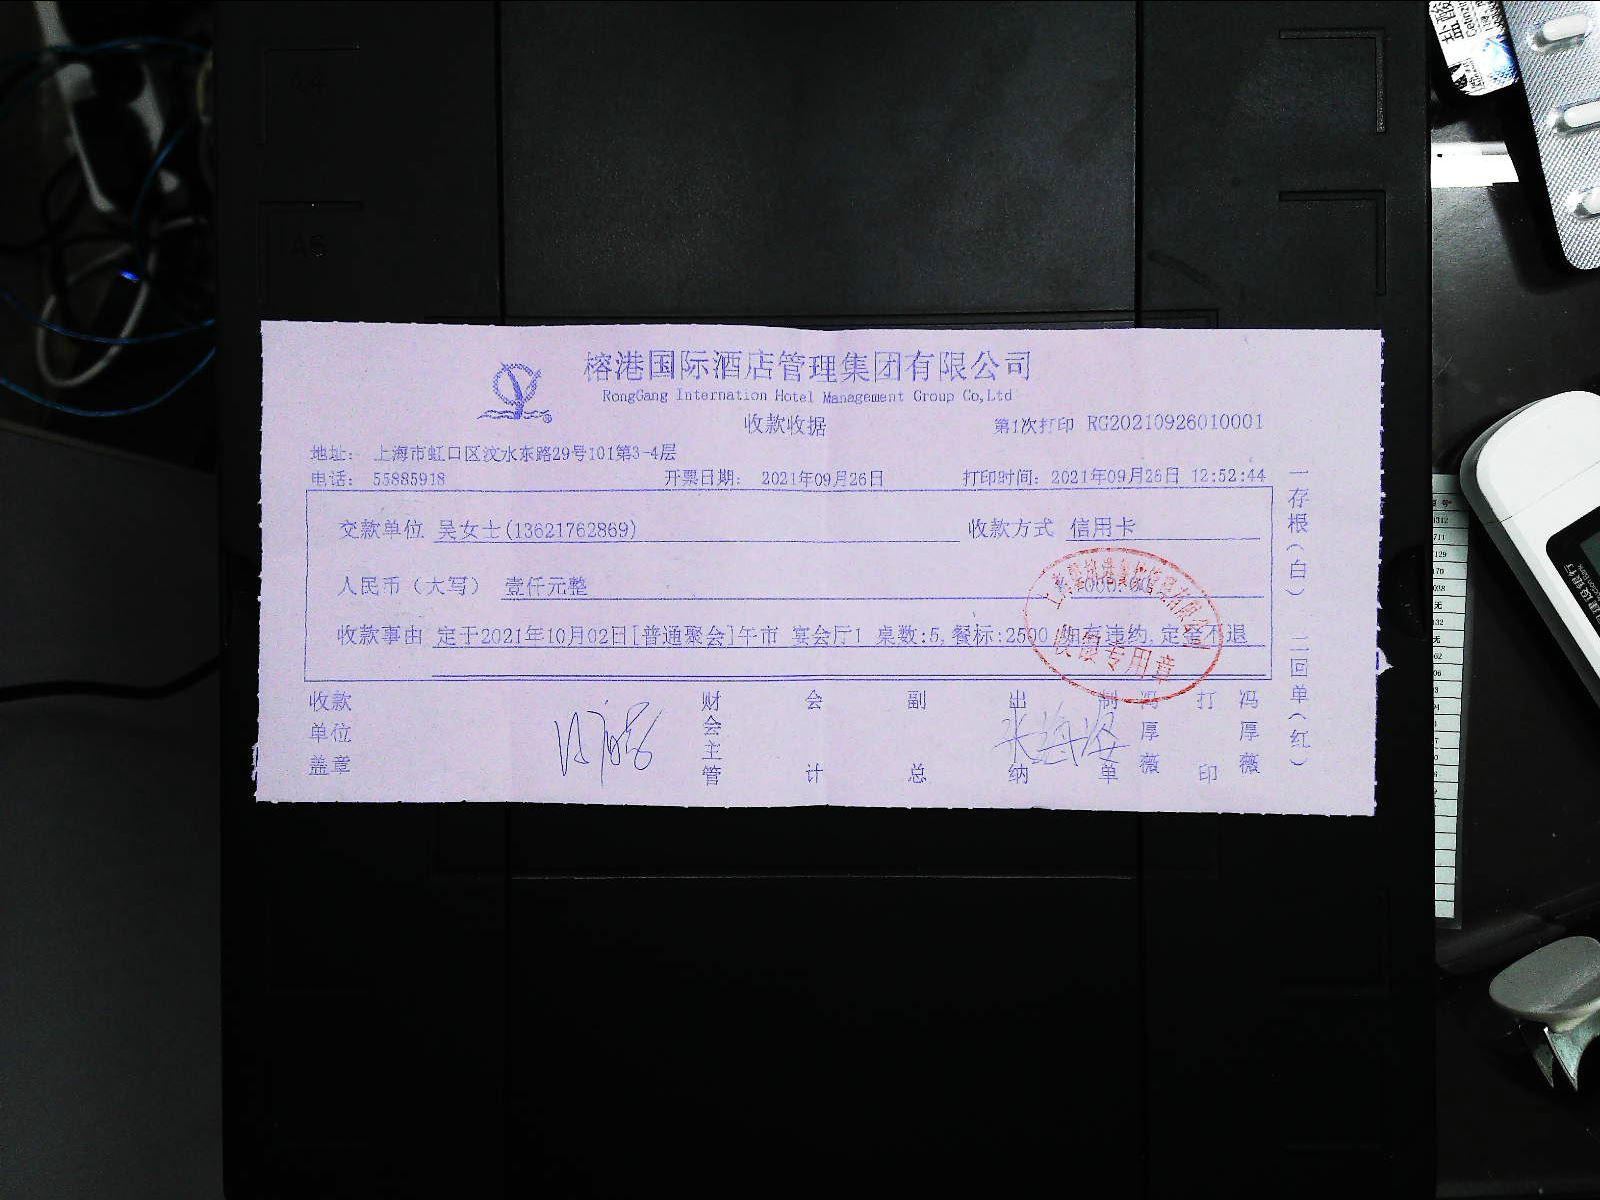 榕港国际酒店管理集团有限公司
RongGang Internation Hotel Management Group Co,Ltd
收款收据
第1次打印 RG20210926010001
地址： 上海市虹口区汶水东路29号101第3-4层
电话： 55885918 开票日期： 2021年09月26日 打印时间：2021年09月26日 12:52:44
交款单位 吴女士(13621762869) 收款方式 信用卡
人民币（大写） 壹仟元整
收款事由 定于2021年10月02日[普通聚会]午市 宴会厅1 桌数:5,餐标:2500 如有违约,定金不退
收款单位盖章
财会主管
会计
副总
出纳
制单
冯厚薇
打印
冯厚薇
一存根（白） 二回单（红）
专用章
A5